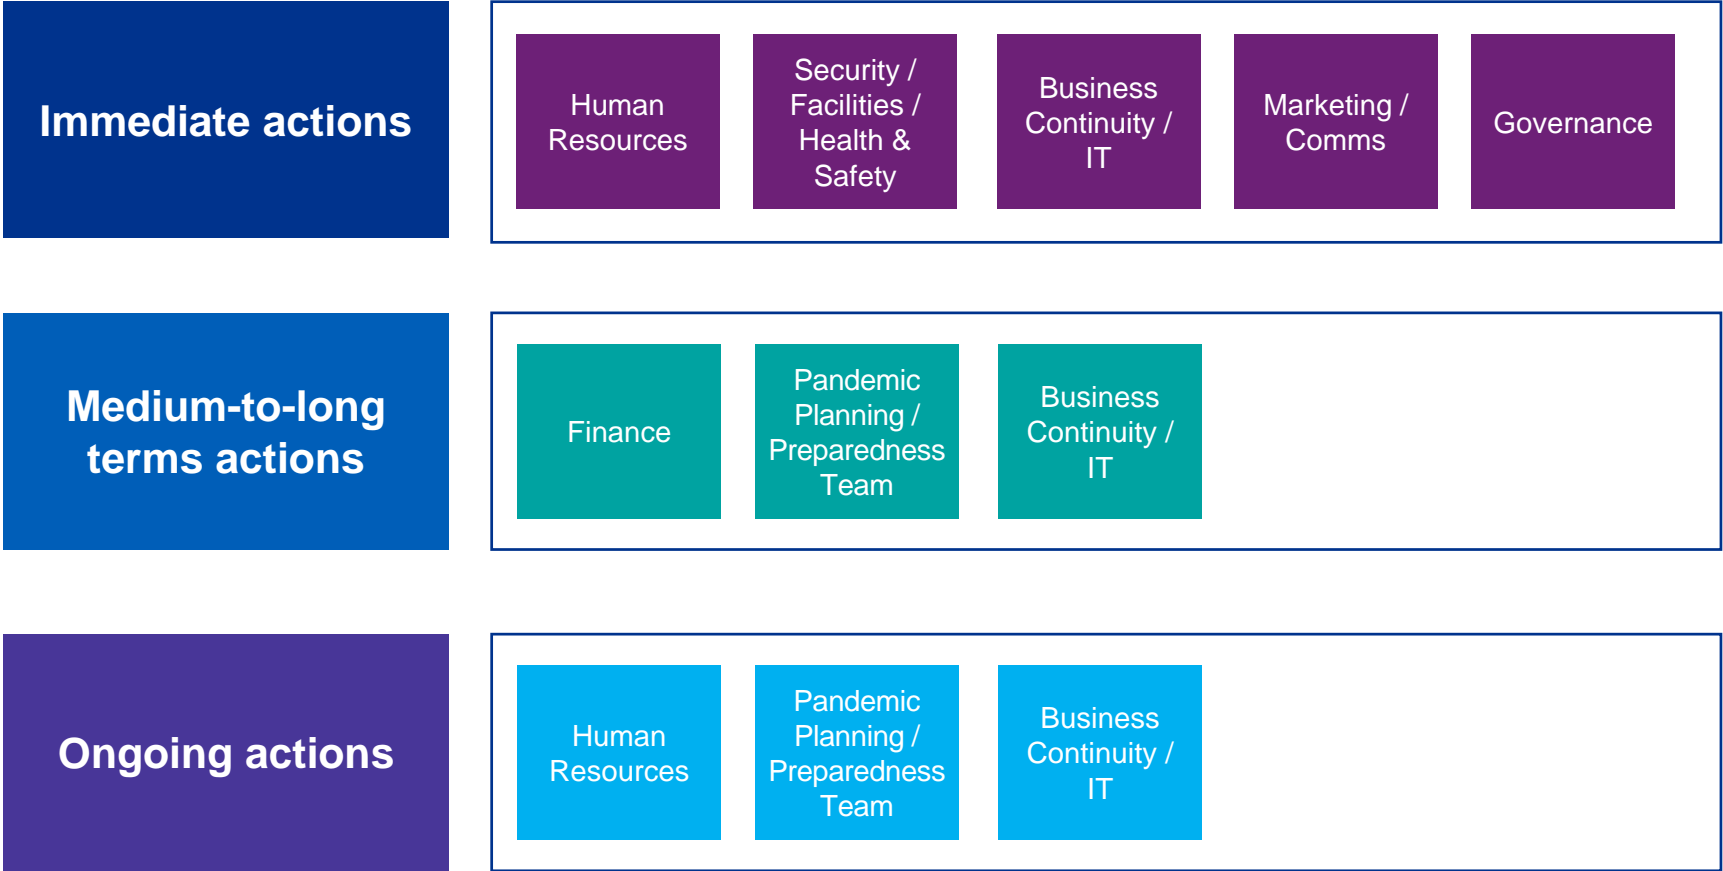 Immediate actions
Human
Resources
Security /
Facilities /
Health &
Safety
Business
Continuity /
IT
Marketing /
Comms
Governance
Medium-to-long
terms actions
Finance
Pandemic
Planning /
Preparedness
Team
Business
Continuity /
IT
Ongoing actions
Human
Resources
Pandemic
Planning /
Preparedness
Team
Business
Continuity /
IT